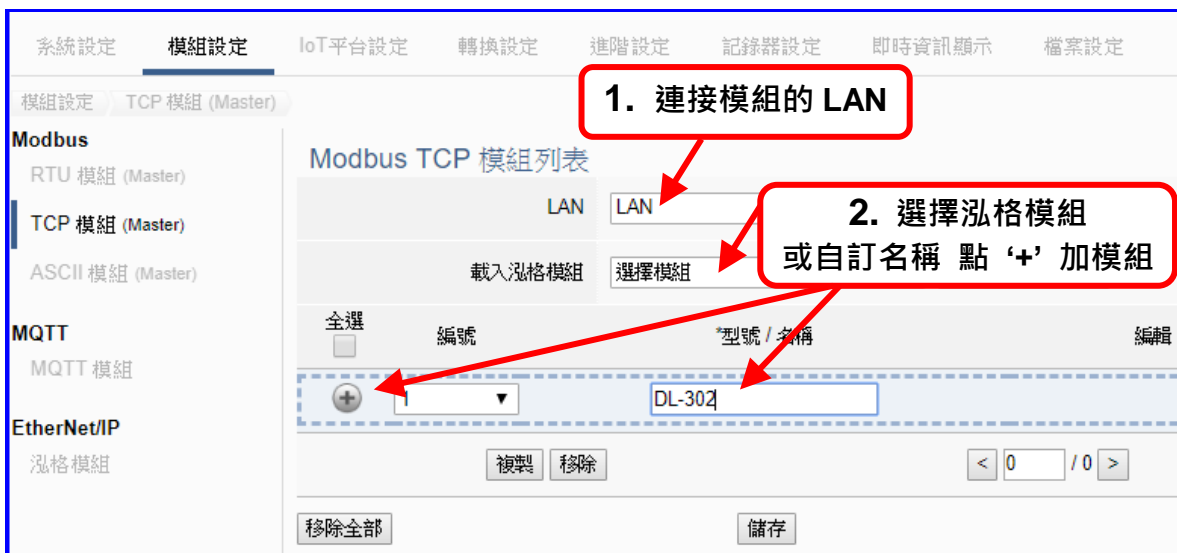 系統設定 模組設定 IoT平台設定 轉換設定 進階設定 記錄器設定 即時資訊顯示 檔案設定
模組設定 TCP 模組 (Master)
1. 連接模組的 LAN
Modbus
RTU 模組 (Master)
TCP 模組 (Master)
ASCII 模組 (Master)
MQTT
MQTT 模組
EtherNet/IP
泓格模組
Modbus TCP 模組列表
LAN LAN
2. 選擇泓格模組
或自訂名稱 點 ‘+’ 加模組
載入泓格模組 選擇模組
全選 編號 *型號 / 名稱 編輯
1 DL-302
複製 移除 < 0 / 0 >
移除全部 儲存